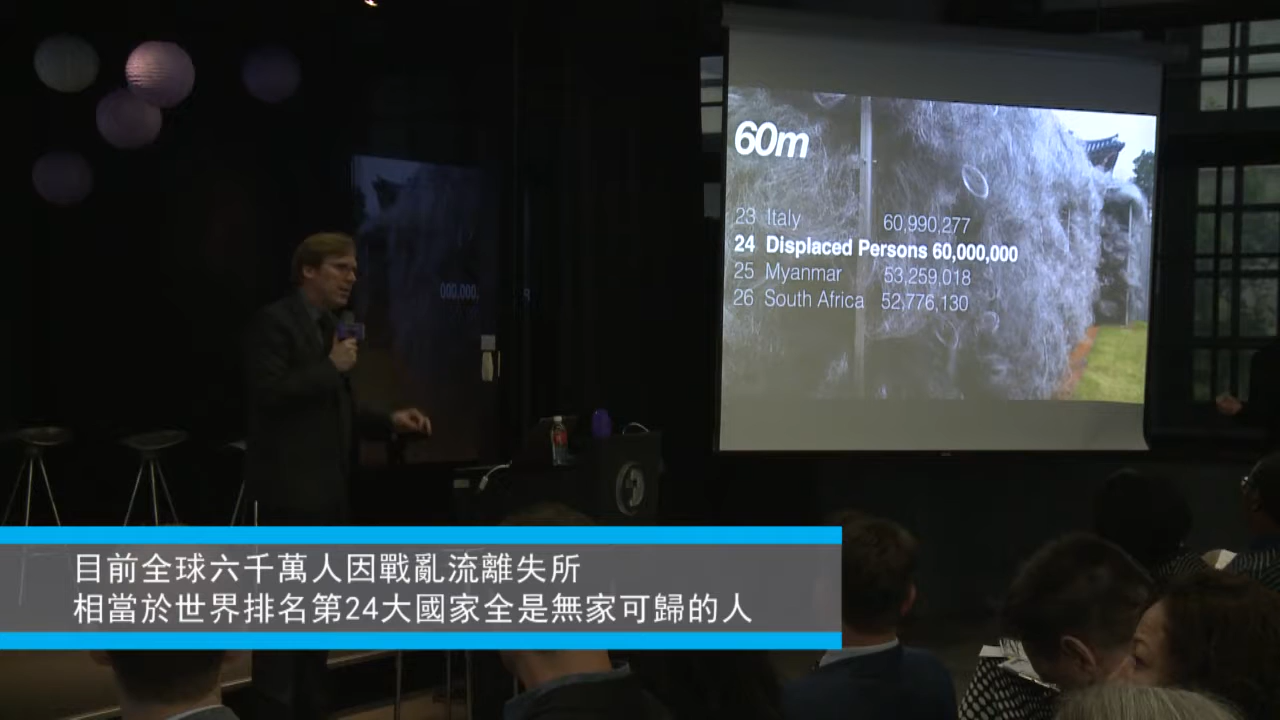 60m
23 Italy 60,990,277
24 Displaced Persons 60,000,000
25 Myanmar 53,259,018
26 South Africa 52,776,130
000,000.
目前全球六千萬人因戰亂流離失所
相當於世界排名第24大國家全是無家可歸的人